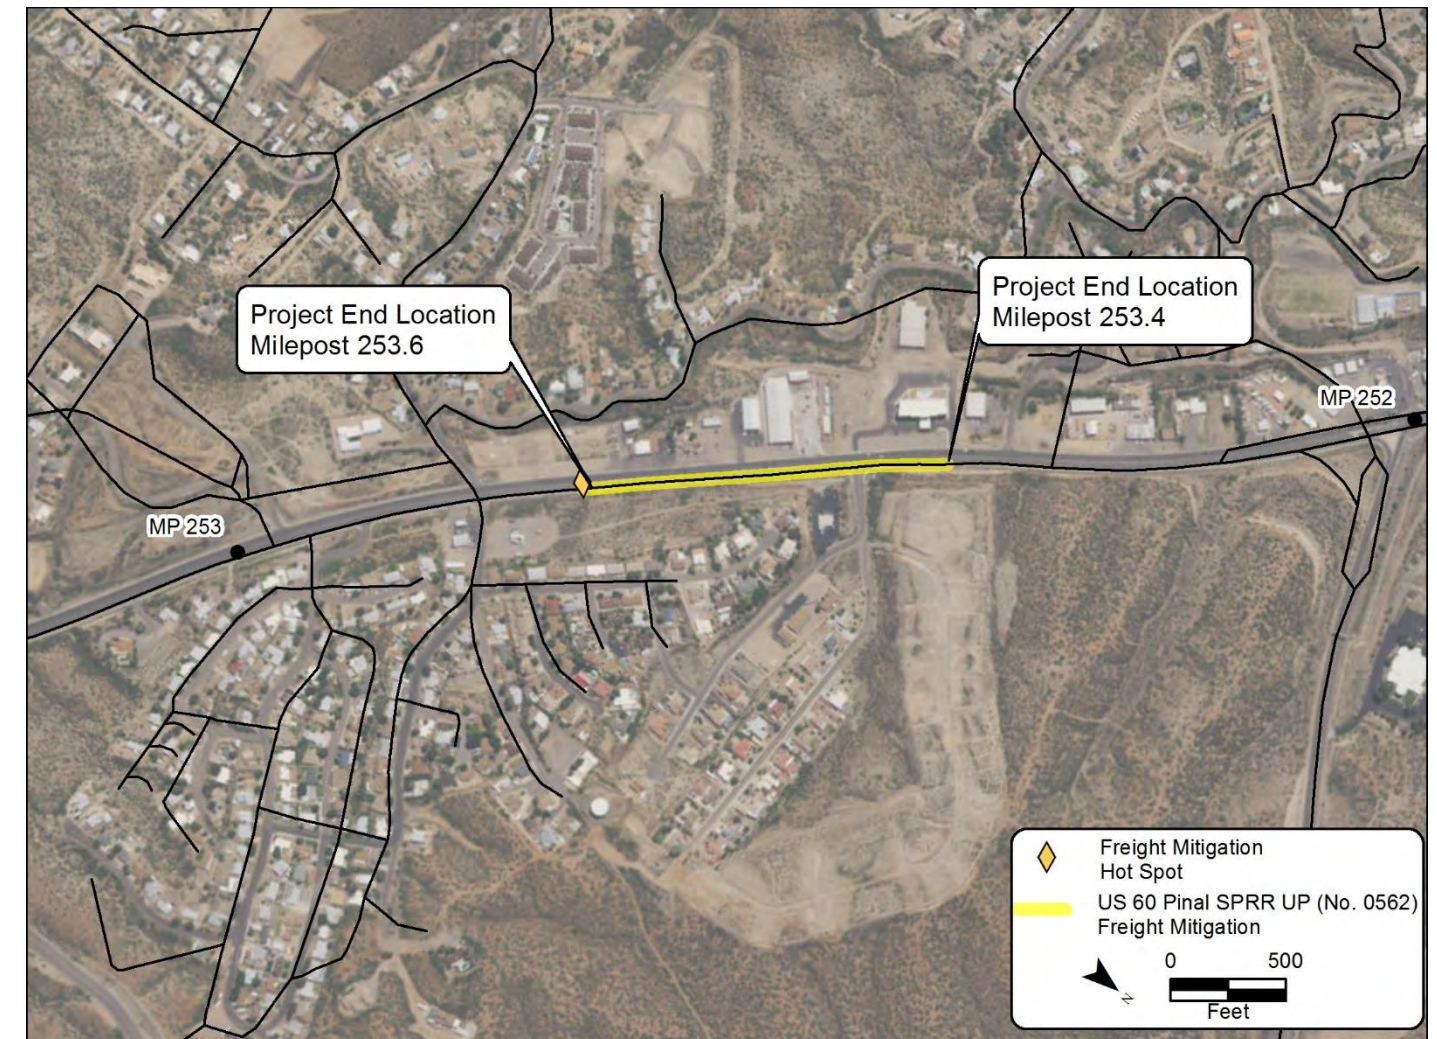 Project End Location
Milepost 253.6
Project End Location
Milepost 253.4
MP 252
MP 253
Freight Mitigation
Hot Spot
US 60 Pinal SPRR UP (No. 0562)
Freight Mitigation
0 500
Feet
N